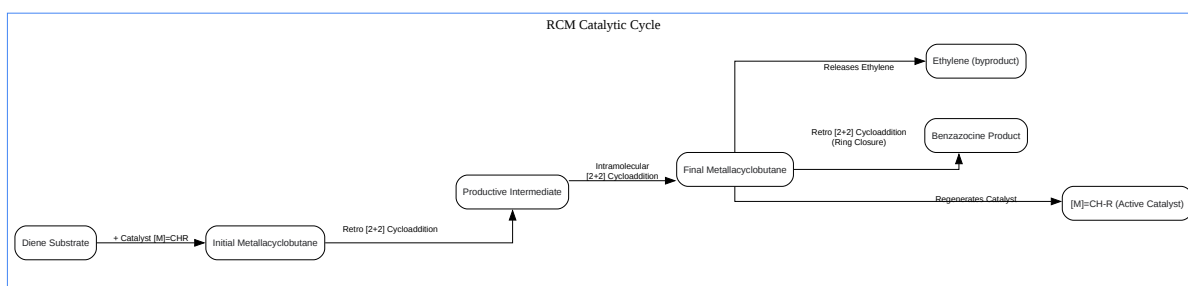 RCM Catalytic Cycle
Ethylene (byproduct)
Releases Ethylene
Retro [2+2] Cycloaddition
(Ring Closure)
Benzazocine Product
Intramolecular
[2+2] Cycloaddition
Final Metallacyclobutane
Productive Intermediate
Regenerates Catalyst
[M]=CH-R (Active Catalyst)
Retro [2+2] Cycloaddition
Diene Substrate
+ Catalyst [M]=CHR
Initial Metallacyclobutane